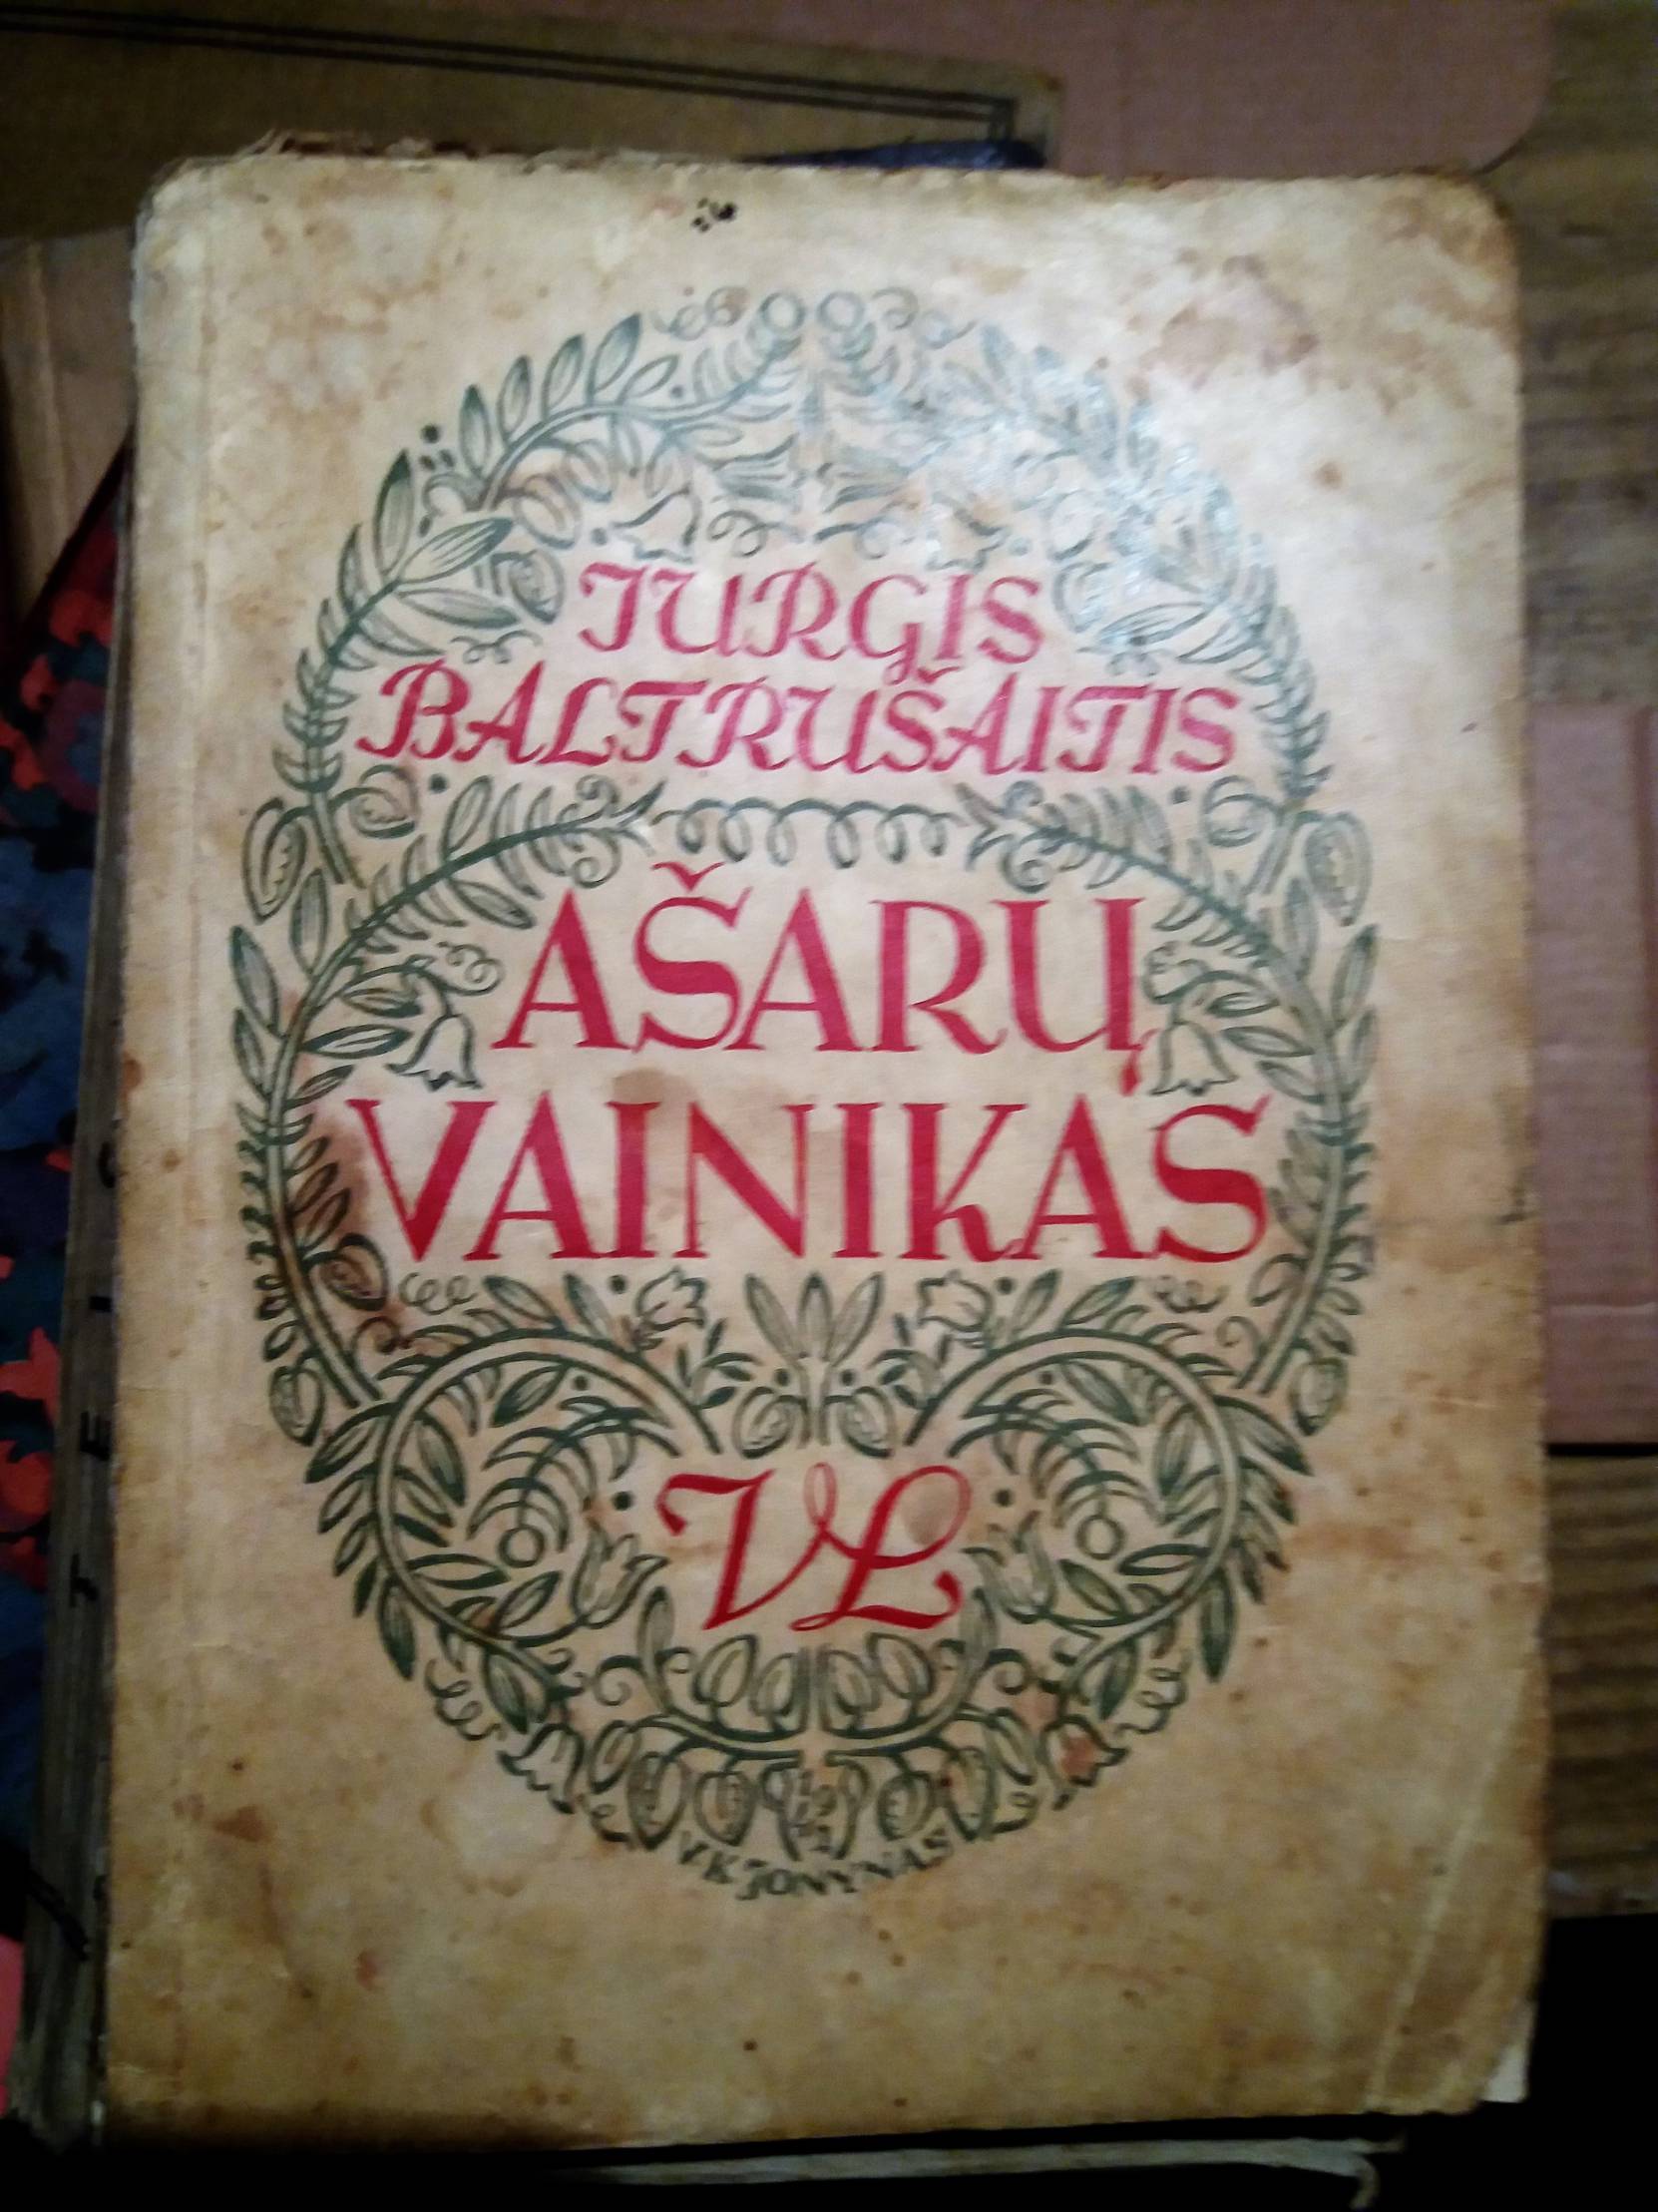 JURGIS
BALTRUŠAITIS
AŠARŲ
VAINIKAS
VL
V.K.JONYNAS